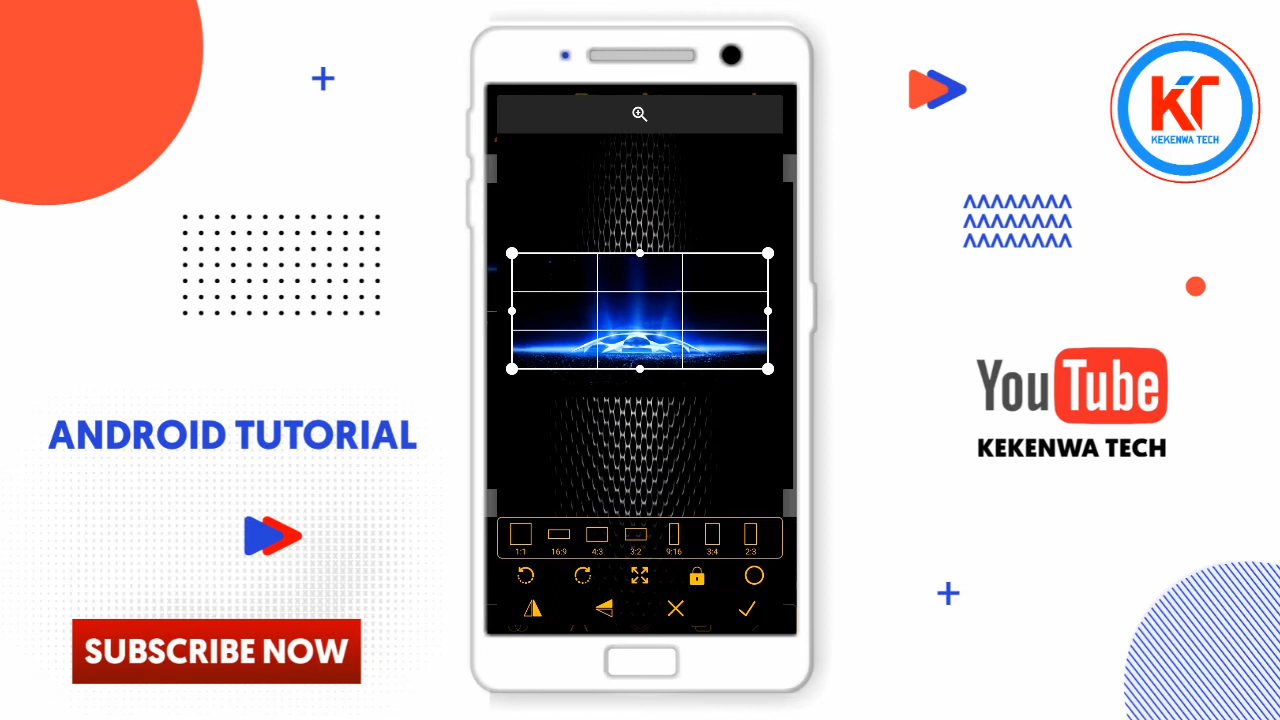 KT
KEKENWA TECH
ANDROID TUTORIAL
SUBSCRIBE NOW
1:1 16:9 4:3 3:2 9:16 3:4 2:3
YouTube
KEKENWA TECH